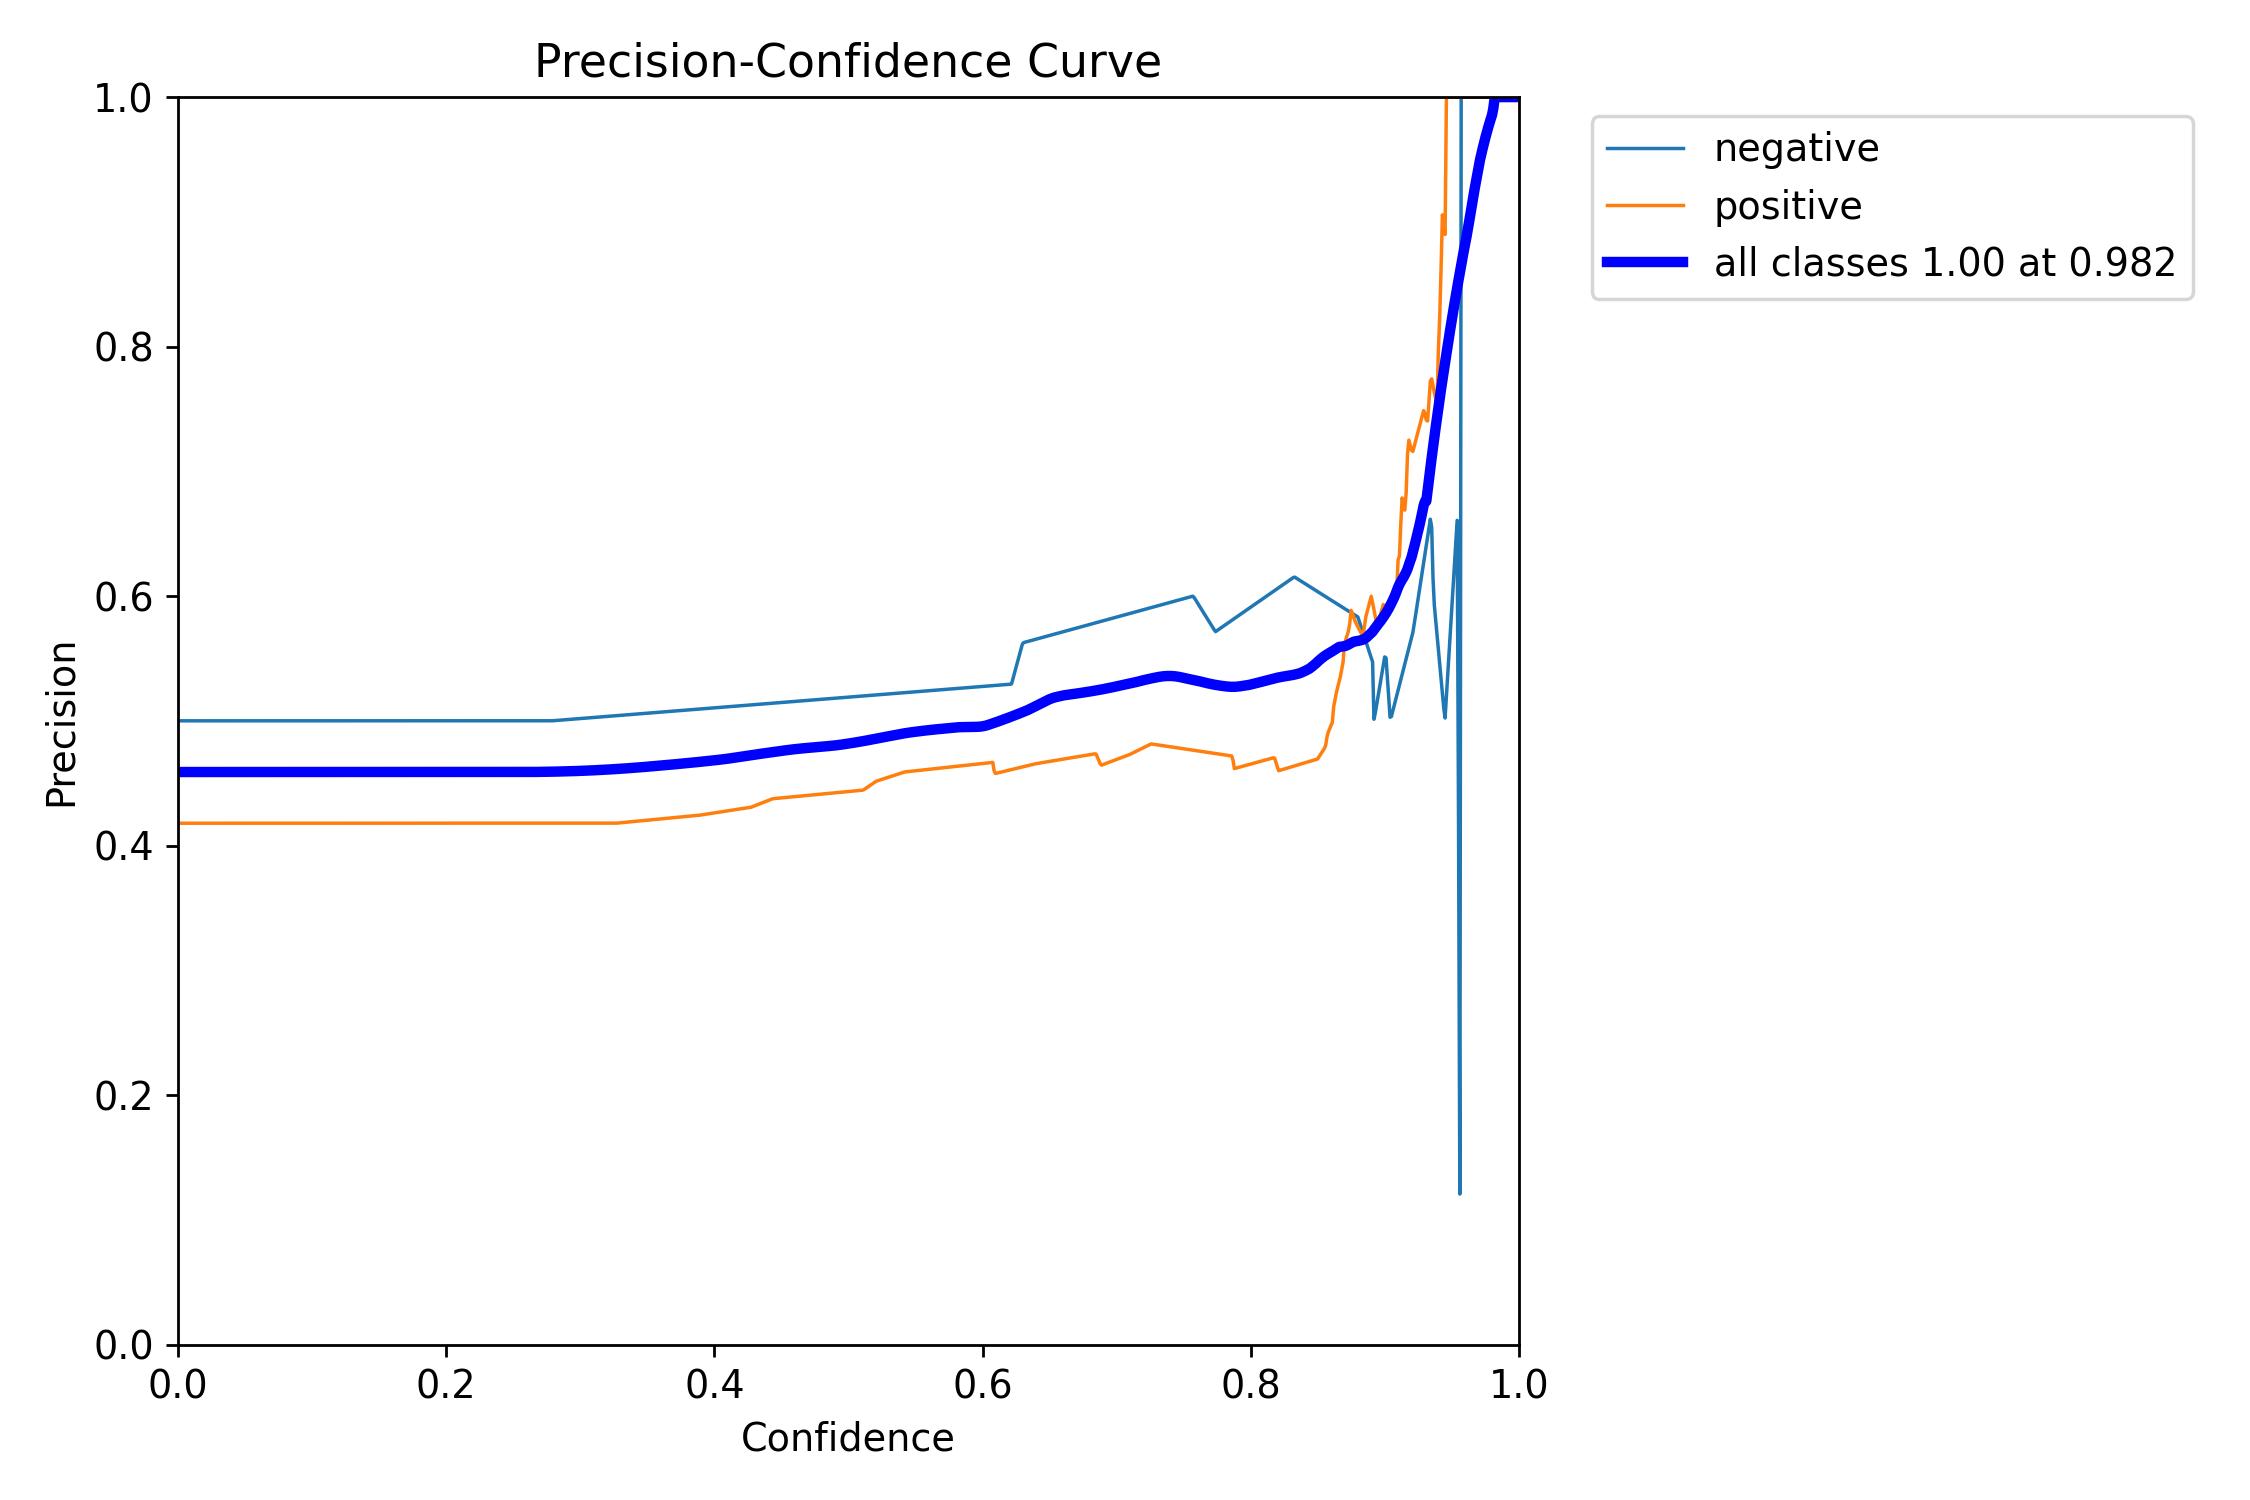 Precision-Confidence Curve
1.0
0.8
0.6
0.4
0.2
0.0
Precision
0.0 0.2 0.4 0.6 0.8 1.0
Confidence
negative
positive
all classes 1.00 at 0.982